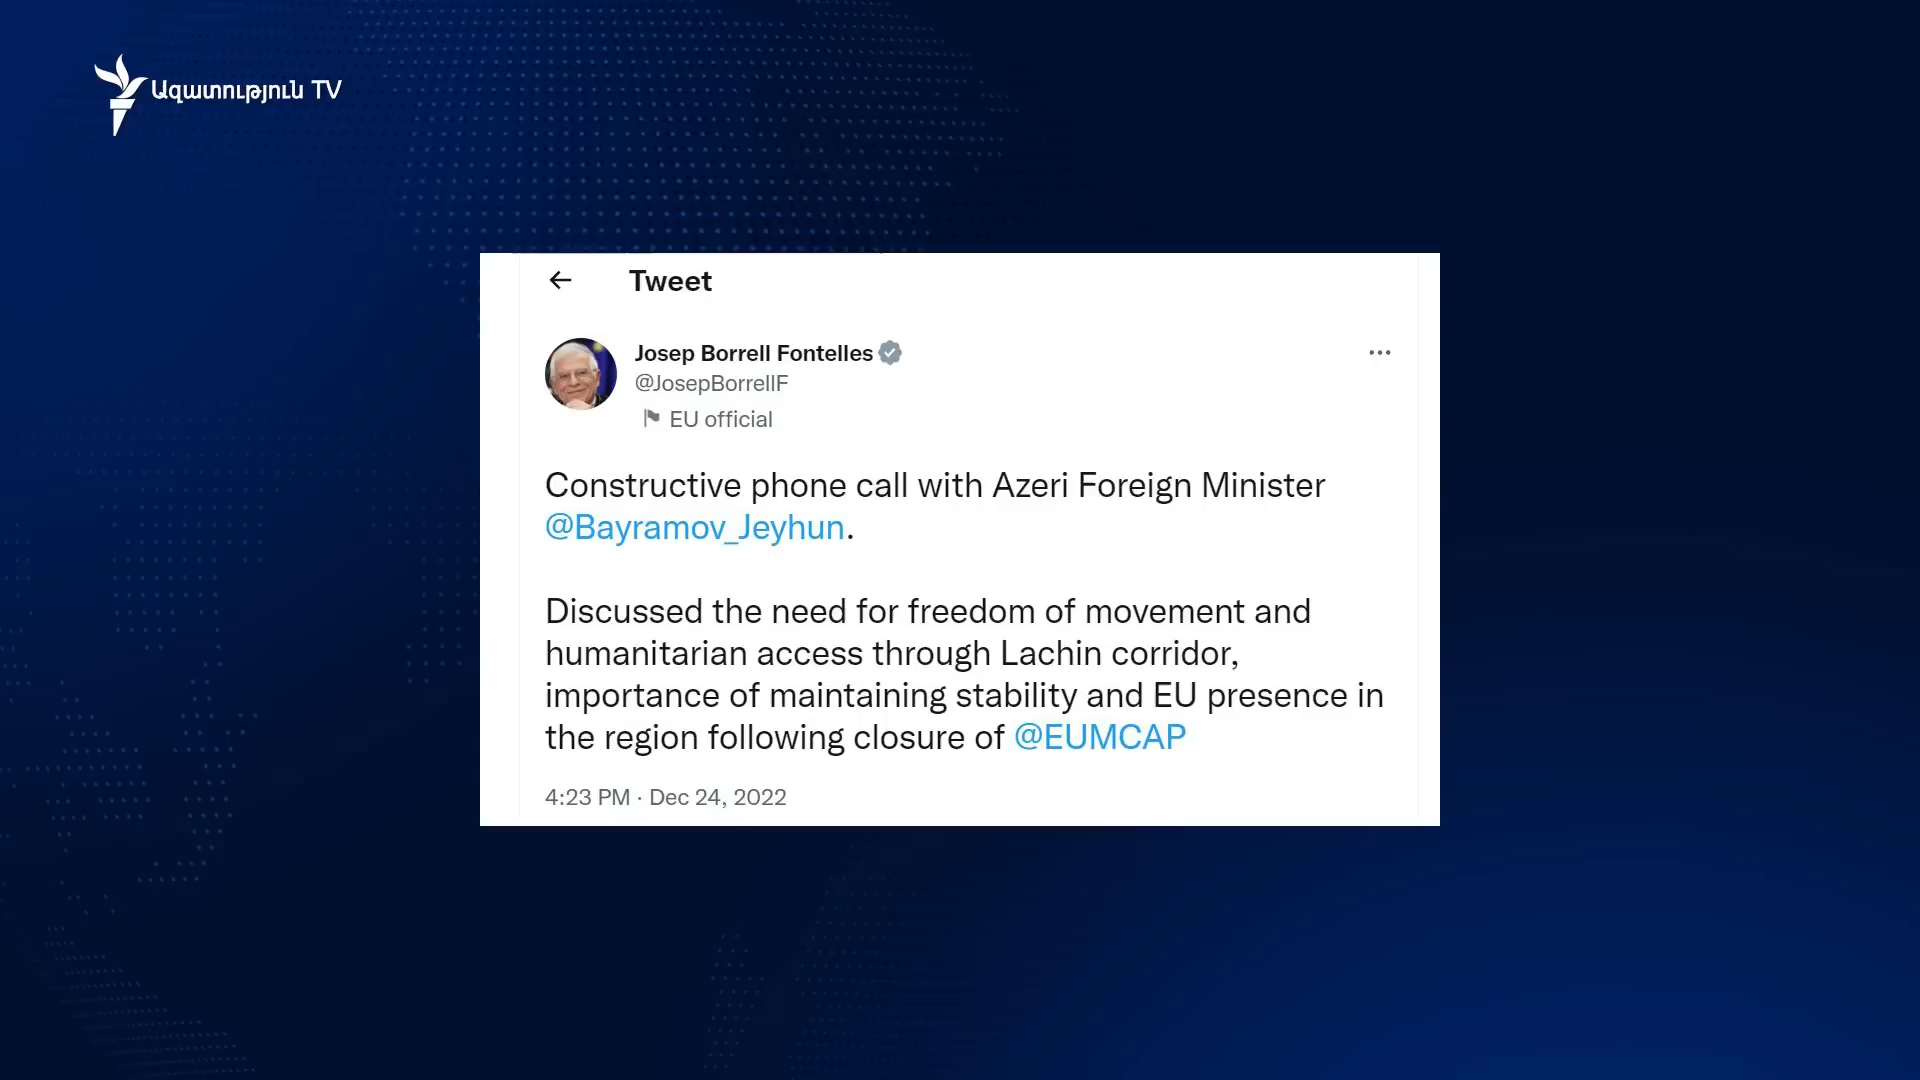 Ազատություն TV
Tweet
Josep Borrell Fontelles
@JosepBorrellF
EU official
Constructive phone call with Azeri Foreign Minister
@Bayramov_Jeyhun.
Discussed the need for freedom of movement and
humanitarian access through Lachin corridor,
importance of maintaining stability and EU presence in
the region following closure of @EUMCAP
4:23 PM · Dec 24, 2022